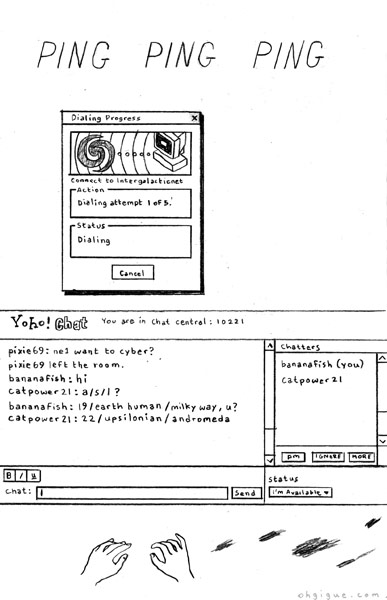 PING PING PING
Dialing Progress X
Connect to Intergalacticnet
Action
Dialing attempt 1 of 5.
Status
Dialing
Cancel
Yoho! Chat You are in chat central: 10221
pixie69: ne1 want to cyber?
pixie69 left the room.
bananafish: hi
catpower21: a/s/l?
bananafish: 19/earth human/milky way, u?
catpower21: 22/upsilonian/andromeda
Chatters
bananafish (you)
catpower21
pm IGNORE MORE
B I U
chat: Send
status
I'm Available
ohgigue.com